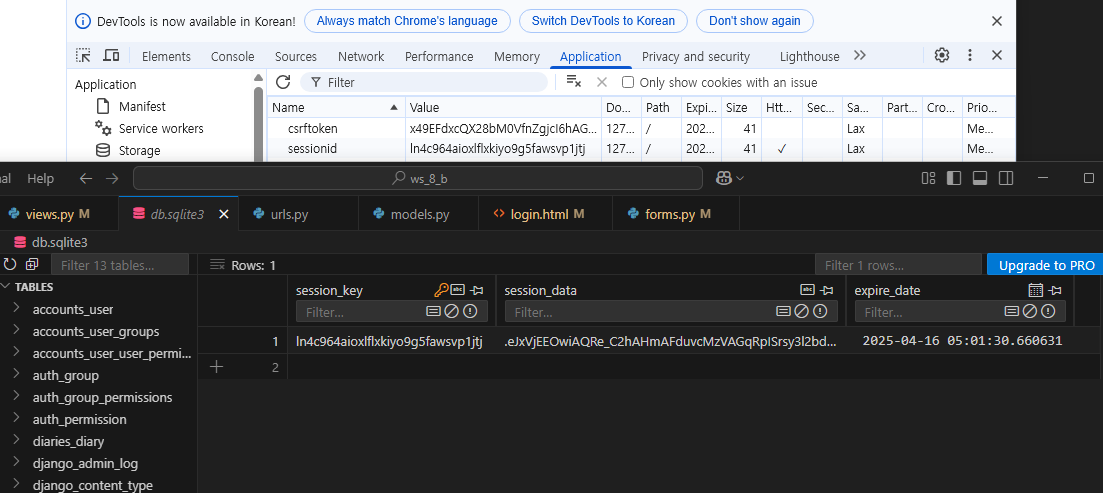 DevTools is now available in Korean! Always match Chrome's language Switch DevTools to Korean Don't show again
Elements Console Sources Network Performance Memory Application Privacy and security Lighthouse
Application
Manifest
Service workers
Storage
Filter Only show cookies with an issue
Name Value Do... Path Expi... Size Htt... Sec... Sa... Part... Cro... Prio...
csrftoken x49EFdxcQX28bM0VfnZgjcI6hAG... 127... / 202... 41 Lax Me...
sessionid ln4c964aioxlflxkiyo9g5fawsvp1jtj 127... / 202... 41 ✓ Lax Me...
nal Help ws_8_b
views.py M db.sqlite3 urls.py models.py login.html M forms.py M
db.sqlite3
Filter 13 tables... Rows: 1 Filter 1 rows... Upgrade to PRO
TABLES
accounts_user
accounts_user_groups
accounts_user_user_permi...
auth_group
auth_group_permissions
auth_permission
diaries_diary
django_admin_log
django_content_type
session_key session_data expire_date
Filter... Filter... Filter...
1 ln4c964aioxlflxkiyo9g5fawsvp1jtj .eJxVjEEOwiAQRe_C2hAHmAFduvcMzVAGqRpISrsy3l2bd... 2025-04-16 05:01:30.660631
2